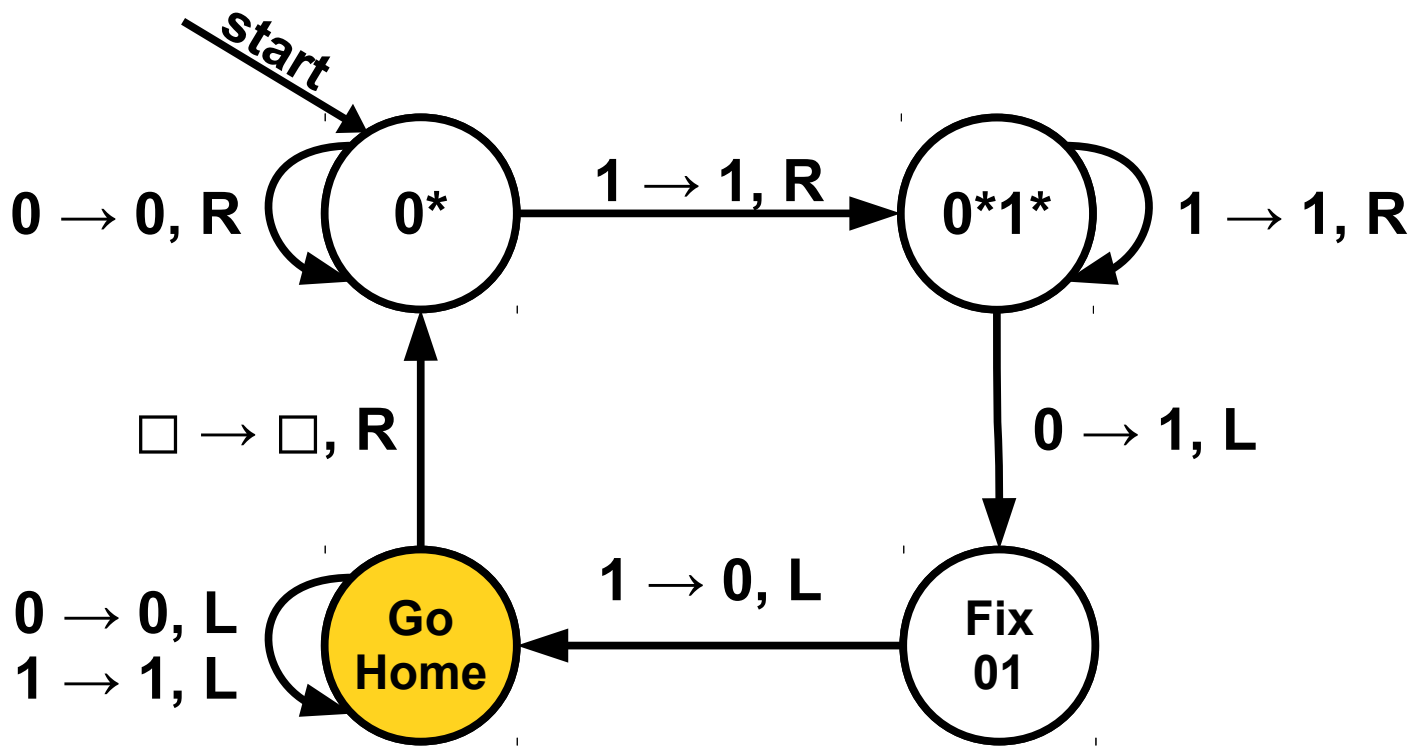 start
0 → 0, R
0*
1 → 1, R
0*1*
1 → 1, R
□ → □, R
0 → 1, L
0 → 0, L
1 → 1, L
Go
Home
1 → 0, L
Fix
01